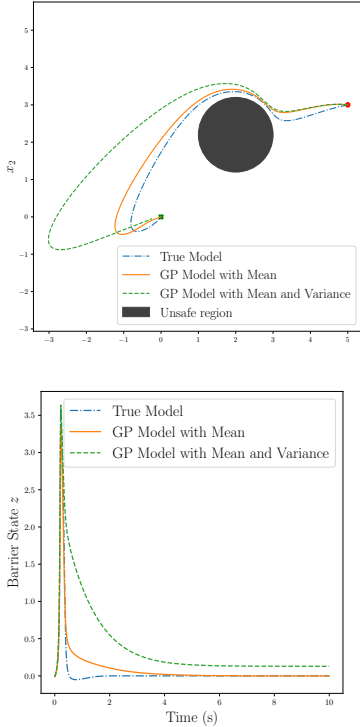 5
4
3
2
1
0
−1
−2
−3
x₂
True Model
GP Model with Mean
GP Model with Mean and Variance
Unsafe region
−3 −2 −1 0 1 2 3 4 5
3.5
3.0
2.5
2.0
1.5
1.0
0.5
0.0
Barrier State z
True Model
GP Model with Mean
GP Model with Mean and Variance
0 2 4 6 8 10
Time (s)